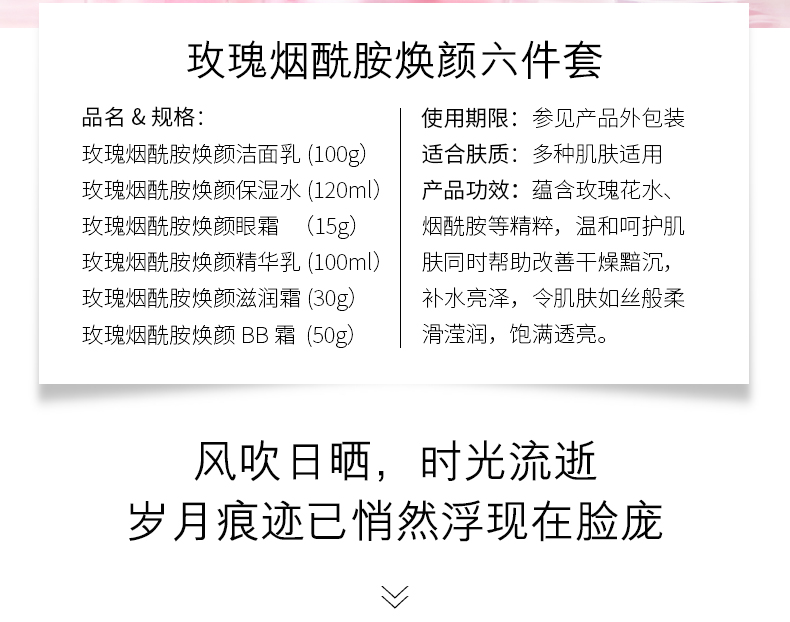 玫瑰烟酰胺焕颜六件套
品名 & 规格：
玫瑰烟酰胺焕颜洁面乳 (100g）
玫瑰烟酰胺焕颜保湿水 (120ml）
玫瑰烟酰胺焕颜眼霜 （15g）
玫瑰烟酰胺焕颜精华乳 (100ml）
玫瑰烟酰胺焕颜滋润霜 (30g）
玫瑰烟酰胺焕颜 BB 霜 (50g）
使用期限：参见产品外包装
适合肤质：多种肌肤适用
产品功效：蕴含玫瑰花水、
烟酰胺等精粹，温和呵护肌
肤同时帮助改善干燥黯沉，
补水亮泽，令肌肤如丝般柔
滑滢润，饱满透亮。
风吹日晒，时光流逝
岁月痕迹已悄然浮现在脸庞